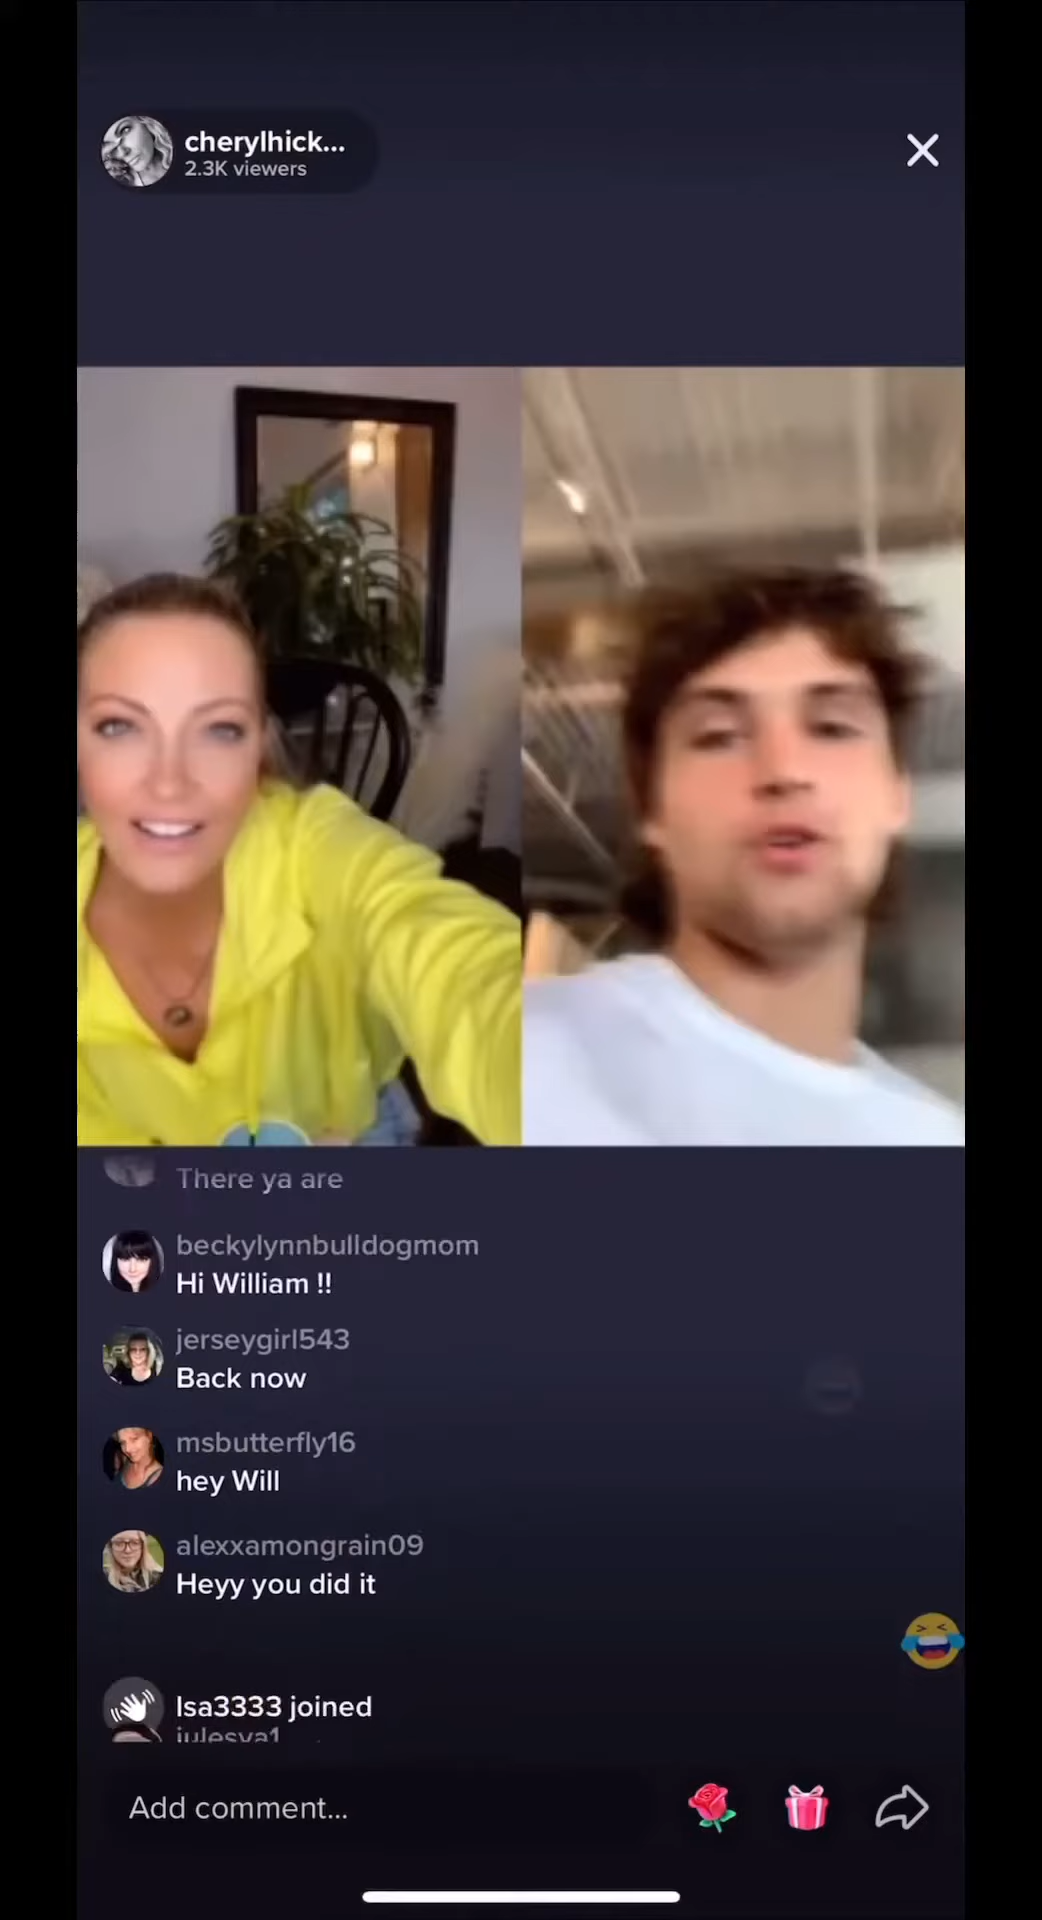 cherylhick...
2.3K viewers
There ya are
beckylynnbulldogmom
Hi William !!
jerseygirl543
Back now
msbutterfly16
hey Will
alexxamongrain09
Heyy you did it
Isa3333 joined
julesva1
Add comment...